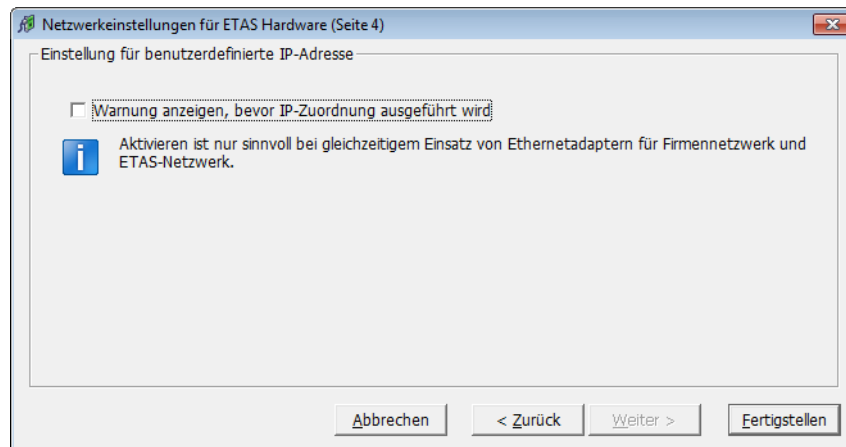 Netzwerkeinstellungen für ETAS Hardware (Seite 4)
Einstellung für benutzerdefinierte IP-Adresse
Warnung anzeigen, bevor IP-Zuordnung ausgeführt wird
Aktivieren ist nur sinnvoll bei gleichzeitigem Einsatz von Ethernetadaptern für Firmennetzwerk und
ETAS-Netzwerk.
Abbrechen < Zurück Weiter > Fertigstellen